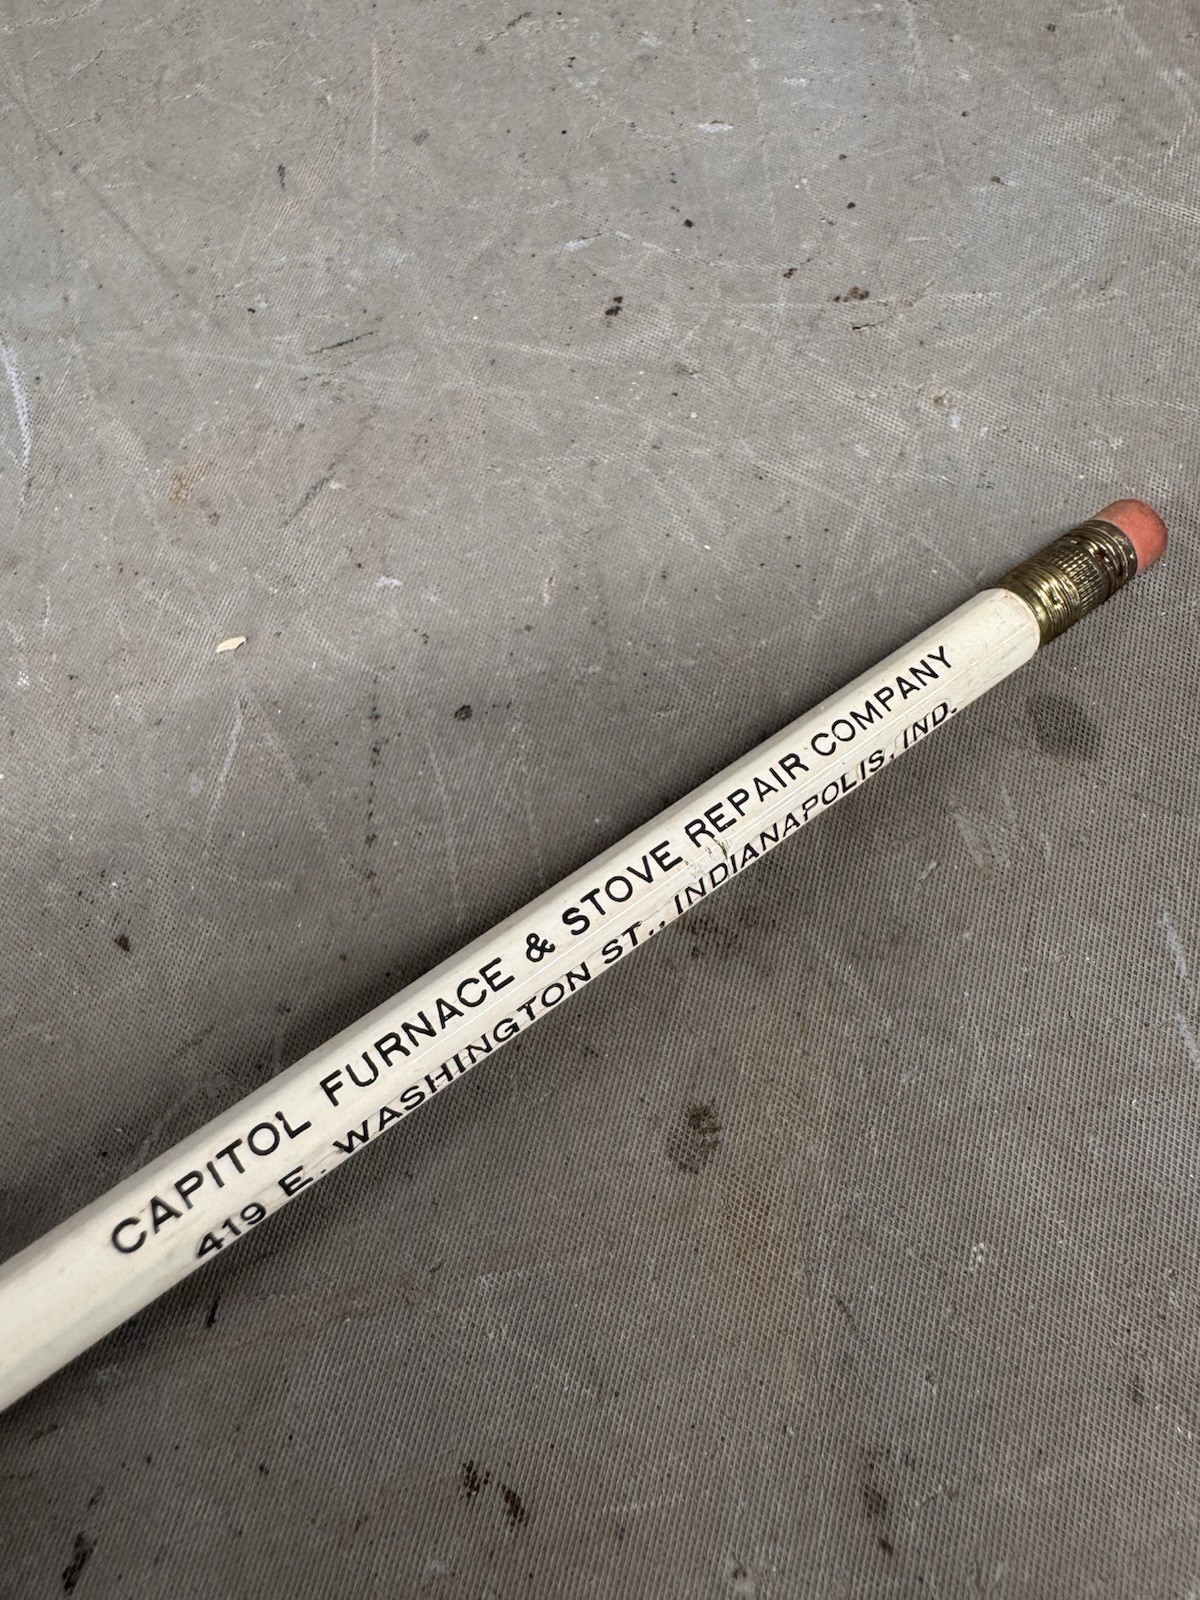 CAPITOL FURNACE & STOVE REPAIR COMPANY
419 E. WASHINGTON ST., INDIANAPOLIS, IND.